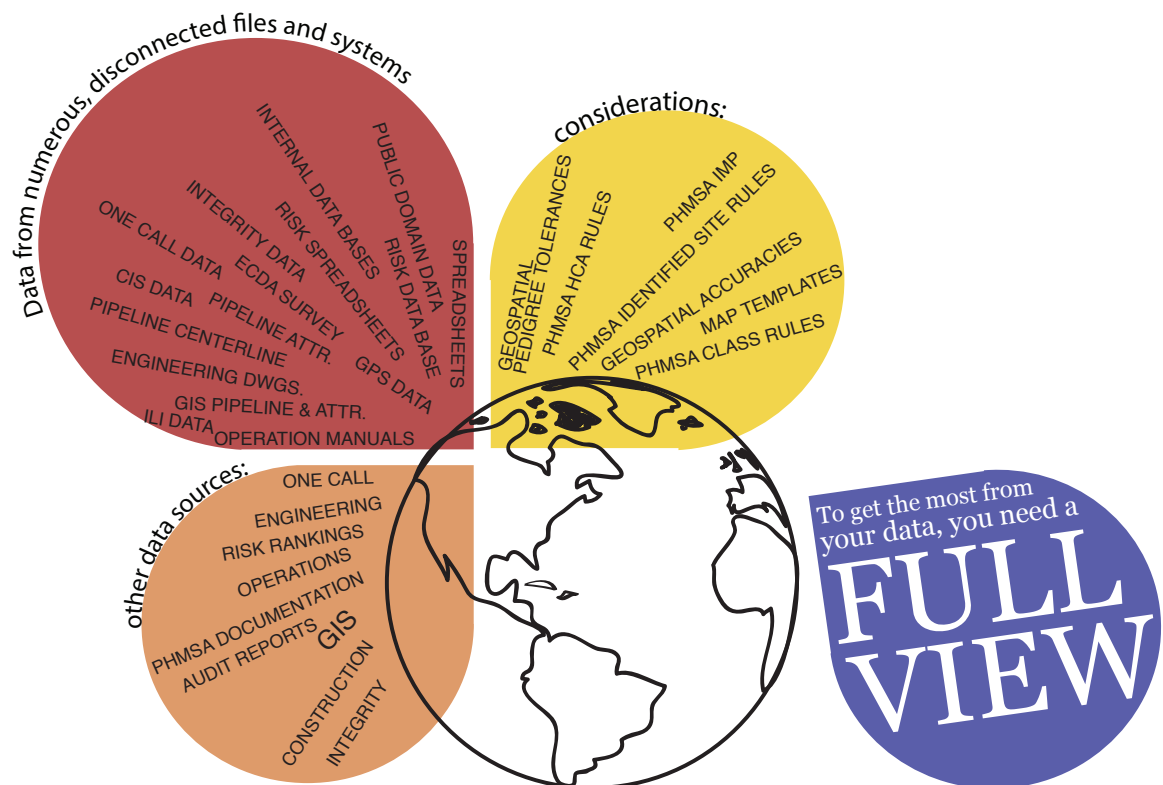 Data from numerous, disconnected files and systems
INTERNAL DATA BASES
PUBLIC DOMAIN DATA
INTEGRITY DATA
RISK SPREADSHEETS
RISK DATA BASE
SPREADSHEETS
ONE CALL DATA
ECDA SURVEY
CIS DATA
PIPELINE ATTR.
PIPELINE CENTERLINE
GPS DATA
ENGINEERING DWGS.
GIS PIPELINE & ATTR.
ILI DATA
OPERATION MANUALS
considerations:
GEOSPATIAL
PEDIGREE TOLERANCES
PHMSA HCA RULES
PHMSA IMP
PHMSA IDENTIFIED SITE RULES
GEOSPATIAL ACCURACIES
MAP TEMPLATES
PHMSA CLASS RULES
other data sources:
ONE CALL
ENGINEERING
RISK RANKINGS
OPERATIONS
PHMSA DOCUMENTATION
AUDIT REPORTS
GIS
CONSTRUCTION
INTEGRITY
To get the most from
your data, you need a
FULL
VIEW